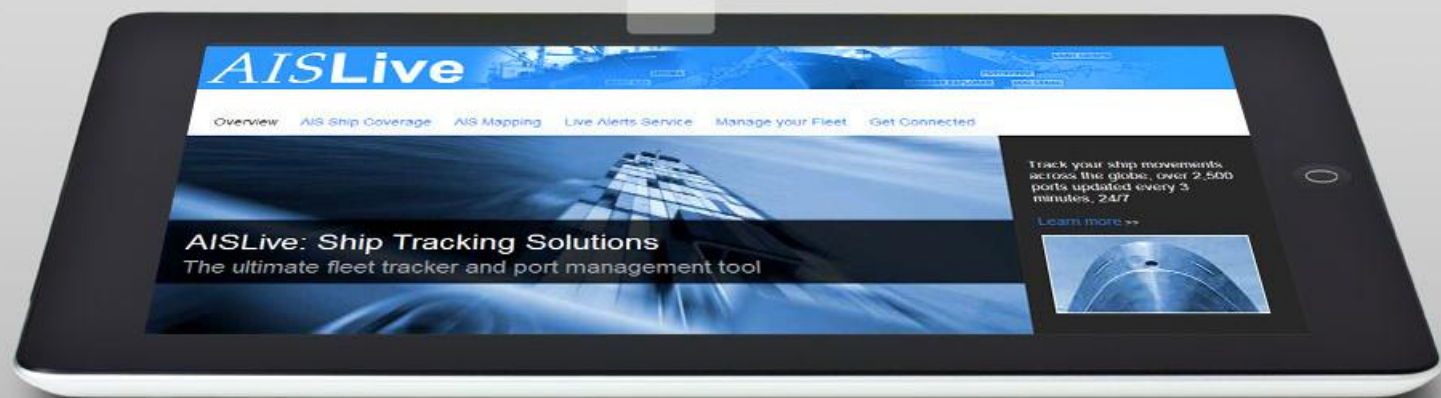 AISLive
Overview AIS Ship Coverage AIS Mapping Live Alerts Service Manage your Fleet Get Connected
AISLive: Ship Tracking Solutions
The ultimate fleet tracker and port management tool
Track your ship movements
across the globe, over 2,500
ports updated every 3
minutes, 24/7
Learn more >>